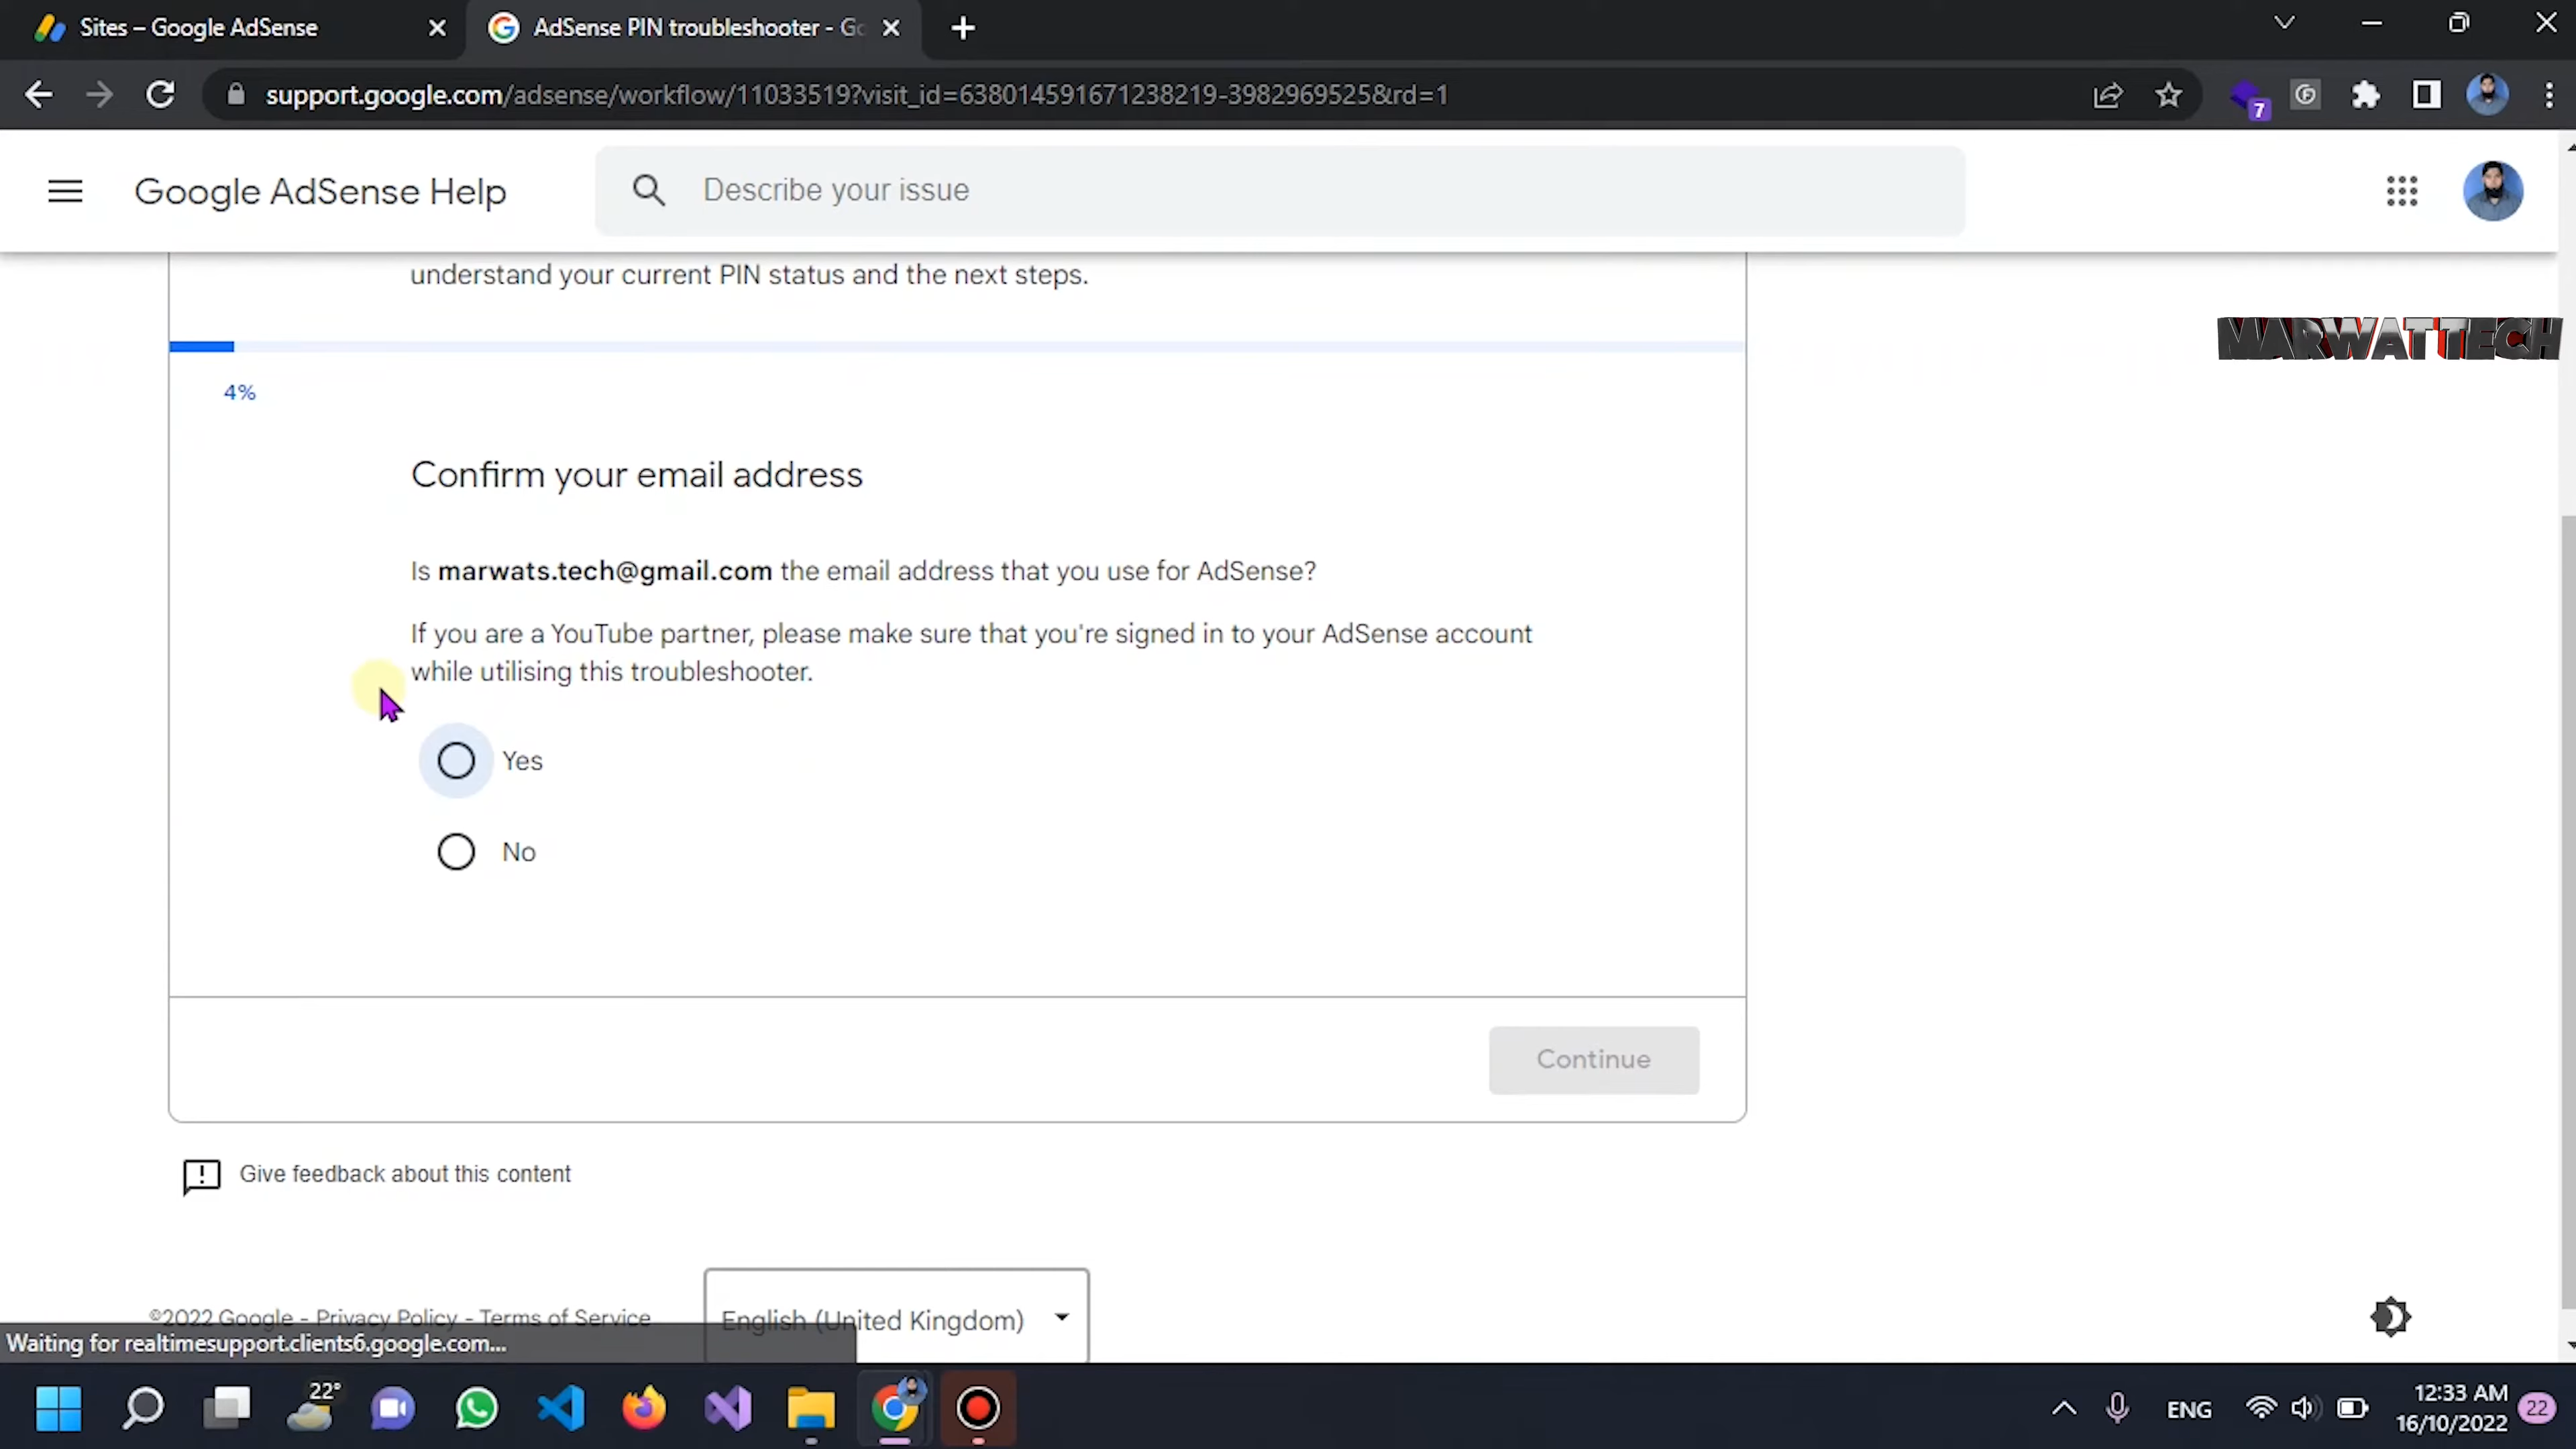 Sites – Google AdSense
AdSense PIN troubleshooter - Go
support.google.com/adsense/workflow/11033519?visit_id=638014591671238219-3982969525&rd=1
7
Google AdSense Help
Describe your issue
understand your current PIN status and the next steps.
MARWATTECH
4%
Confirm your email address
Is marwats.tech@gmail.com the email address that you use for AdSense?
If you are a YouTube partner, please make sure that you're signed in to your AdSense account
while utilising this troubleshooter.
Yes
No
Continue
Give feedback about this content
©2022 Google - Privacy Policy - Terms of Service
English (United Kingdom)
Waiting for realtimesupport.clients6.google.com...
22°
ENG
12:33 AM
16/10/2022
22